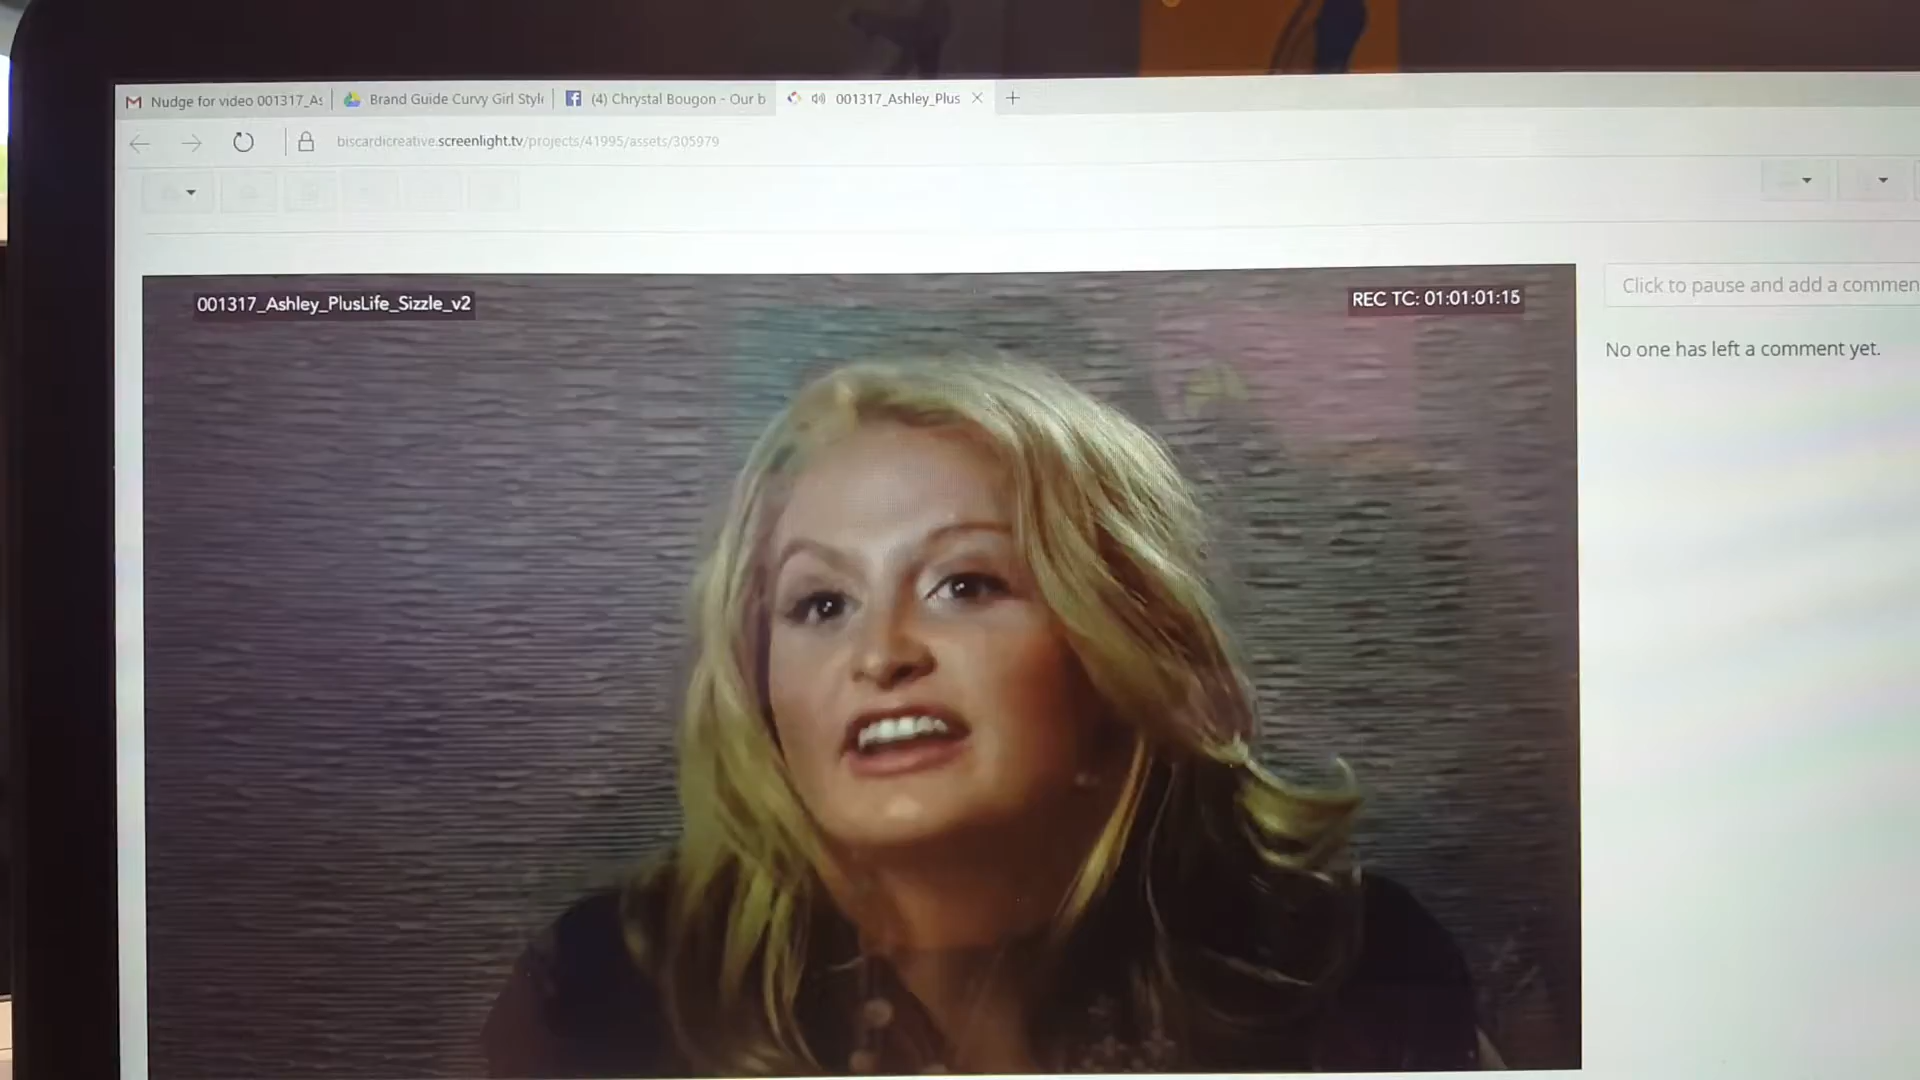 Nudge for video 001317_As
Brand Guide Curvy Girl Style
(4) Chrystal Bougon - Our b
001317_Ashley_Plus
biscardicreative.screenlight.tv/projects/41995/assets/305979
001317_Ashley_PlusLife_Sizzle_v2
REC TC: 01:01:01:15
Click to pause and add a commen
No one has left a comment yet.